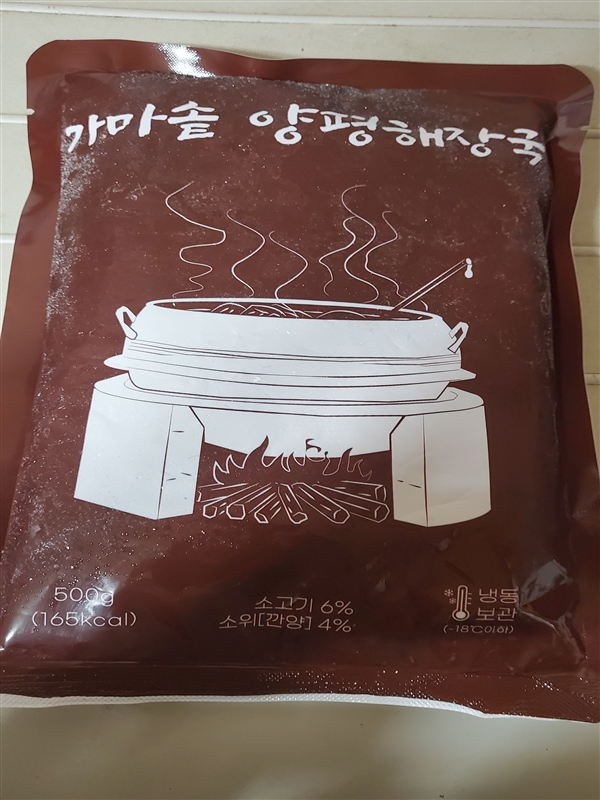 가마솥 양평해장국
500g
(165kcal)
소고기 6%
소위[깐양] 4%
냉동
보관
(-18℃이하)